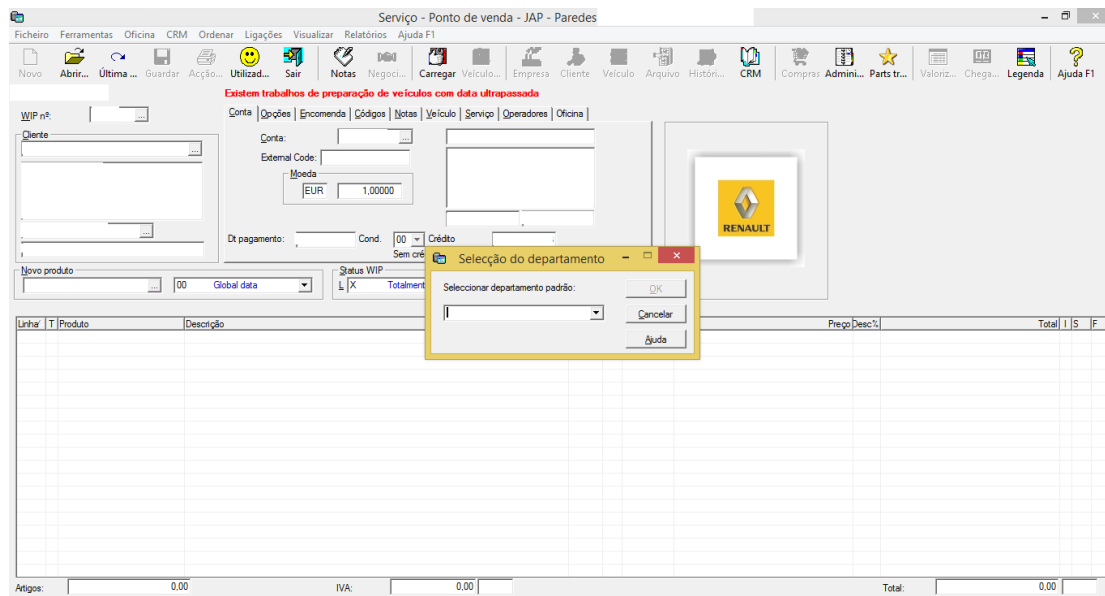 Serviço - Ponto de venda - JAP - Paredes
Ficheiro Ferramentas Oficina CRM Ordenar Ligações Visualizar Relatórios Ajuda F1
Novo Abrir... Última ... Guardar Acção... Utilizad... Sair Notas Negoci... Carregar Veículo... Empresa Cliente Veículo Arquivo Históri... CRM Compras Admini... Parts tr... Valoriz... Chega... Legenda Ajuda F1
Existem trabalhos de preparação de veículos com data ultrapassada
WIP nº: ...
Conta Opções Encomenda Códigos Notas Veículo Serviço Operadores Oficina
Cliente
...
Conta: ...
External Code:
Moeda
EUR 1,00000
...
RENAULT
Dt pagamento: Cond. 00 Crédito
Sem cré
Novo produto
... 00 Global data
Status WIP
L X Totalment
Selecção do departamento
Seleccionar departamento padrão:
OK
Cancelar
Ajuda
Linha T Produto Descrição Preço Desc% Total I S F
Artigos: 0,00 IVA: 0,00 Total: 0,00